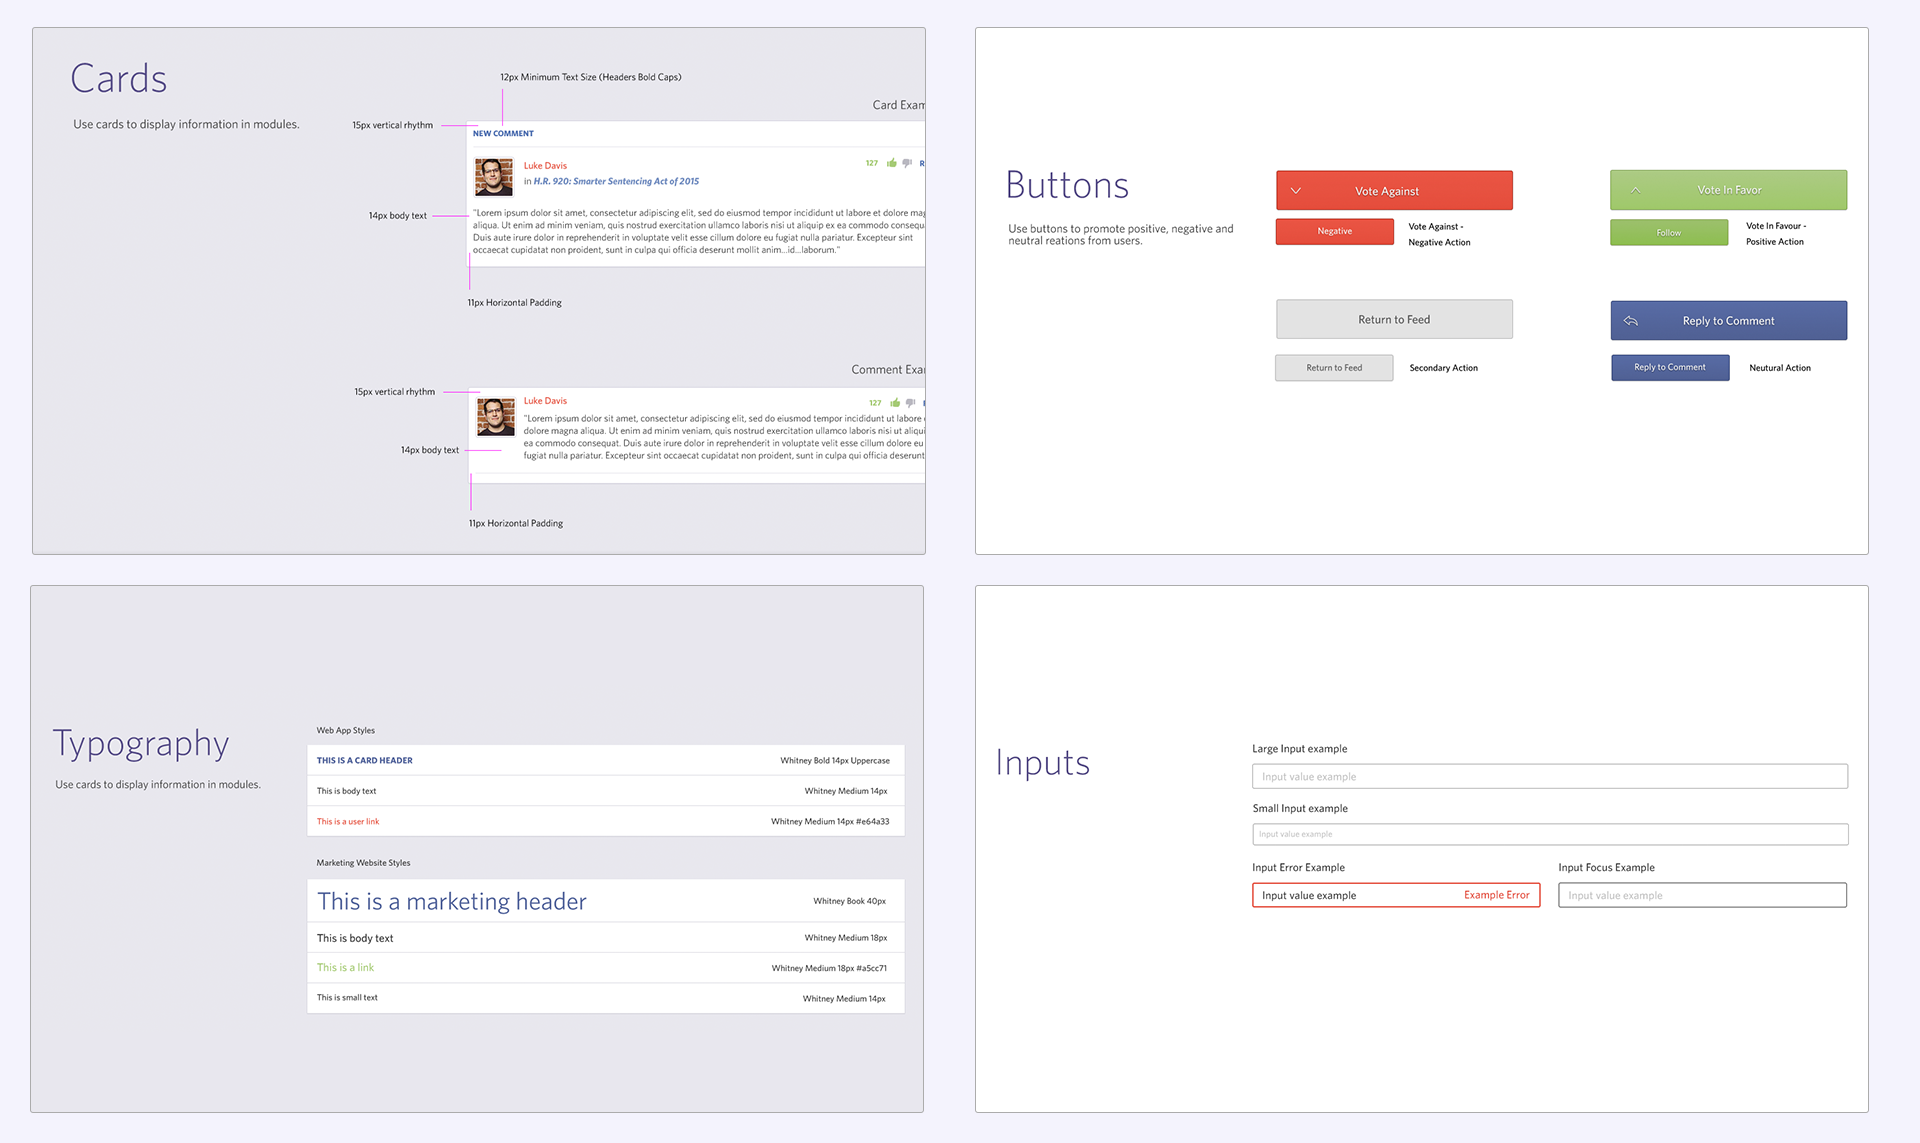 Cards
Use cards to display information in modules.
12px Minimum Text Size (Headers Bold Caps)
Card Exam
15px vertical rhythm
NEW COMMENT
Luke Davis
127
R
in H.R. 920: Smarter Sentencing Act of 2015
14px body text
"Lorem ipsum dolor sit amet, consectetur adipiscing elit, sed do eiusmod tempor incididunt ut labore et dolore mag
aliqua. Ut enim ad minim veniam, quis nostrud exercitation ullamco laboris nisi ut aliquip ex ea commodo consequa
Duis aute irure dolor in reprehenderit in voluptate velit esse cillum dolore eu fugiat nulla pariatur. Excepteur sint
occaecat cupidatat non proident, sunt in culpa qui officia deserunt mollit anim...id...laborum."
11px Horizontal Padding
Comment Exa
15px vertical rhythm
Luke Davis
127
"Lorem ipsum dolor sit amet, consectetur adipiscing elit, sed do eiusmod tempor incididunt ut labore
dolore magna aliqua. Ut enim ad minim veniam, quis nostrud exercitation ullamco laboris nisi ut aliqui
ea commodo consequat. Duis aute irure dolor in reprehenderit in voluptate velit esse cillum dolore eu
fugiat nulla pariatur. Excepteur sint occaecat cupidatat non proident, sunt in culpa qui officia deserunt
14px body text
11px Horizontal Padding
Buttons
Use buttons to promote positive, negative and
neutral reations from users.
Vote Against
Negative
Vote Against -
Negative Action
Vote In Favor
Follow
Vote In Favour -
Positive Action
Return to Feed
Return to Feed
Secondary Action
Reply to Comment
Reply to Comment
Neutural Action
Typography
Use cards to display information in modules.
Web App Styles
THIS IS A CARD HEADER
Whitney Bold 14px Uppercase
This is body text
Whitney Medium 14px
This is a user link
Whitney Medium 14px #e64a33
Marketing Website Styles
This is a marketing header
Whitney Book 40px
This is body text
Whitney Medium 18px
This is a link
Whitney Medium 18px #a5cc71
This is small text
Whitney Medium 14px
Inputs
Large Input example
Input value example
Small Input example
Input value example
Input Error Example
Input value example
Example Error
Input Focus Example
Input value example